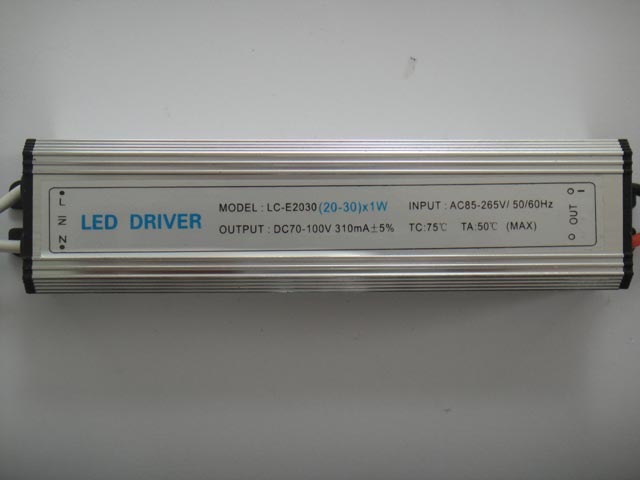 L IN N
LED DRIVER
MODEL : LC-E2030 (20-30)x1W INPUT : AC85-265V/ 50/60Hz
OUTPUT : DC70-100V 310mA±5% TC:75℃ TA:50℃ (MAX)
OUT